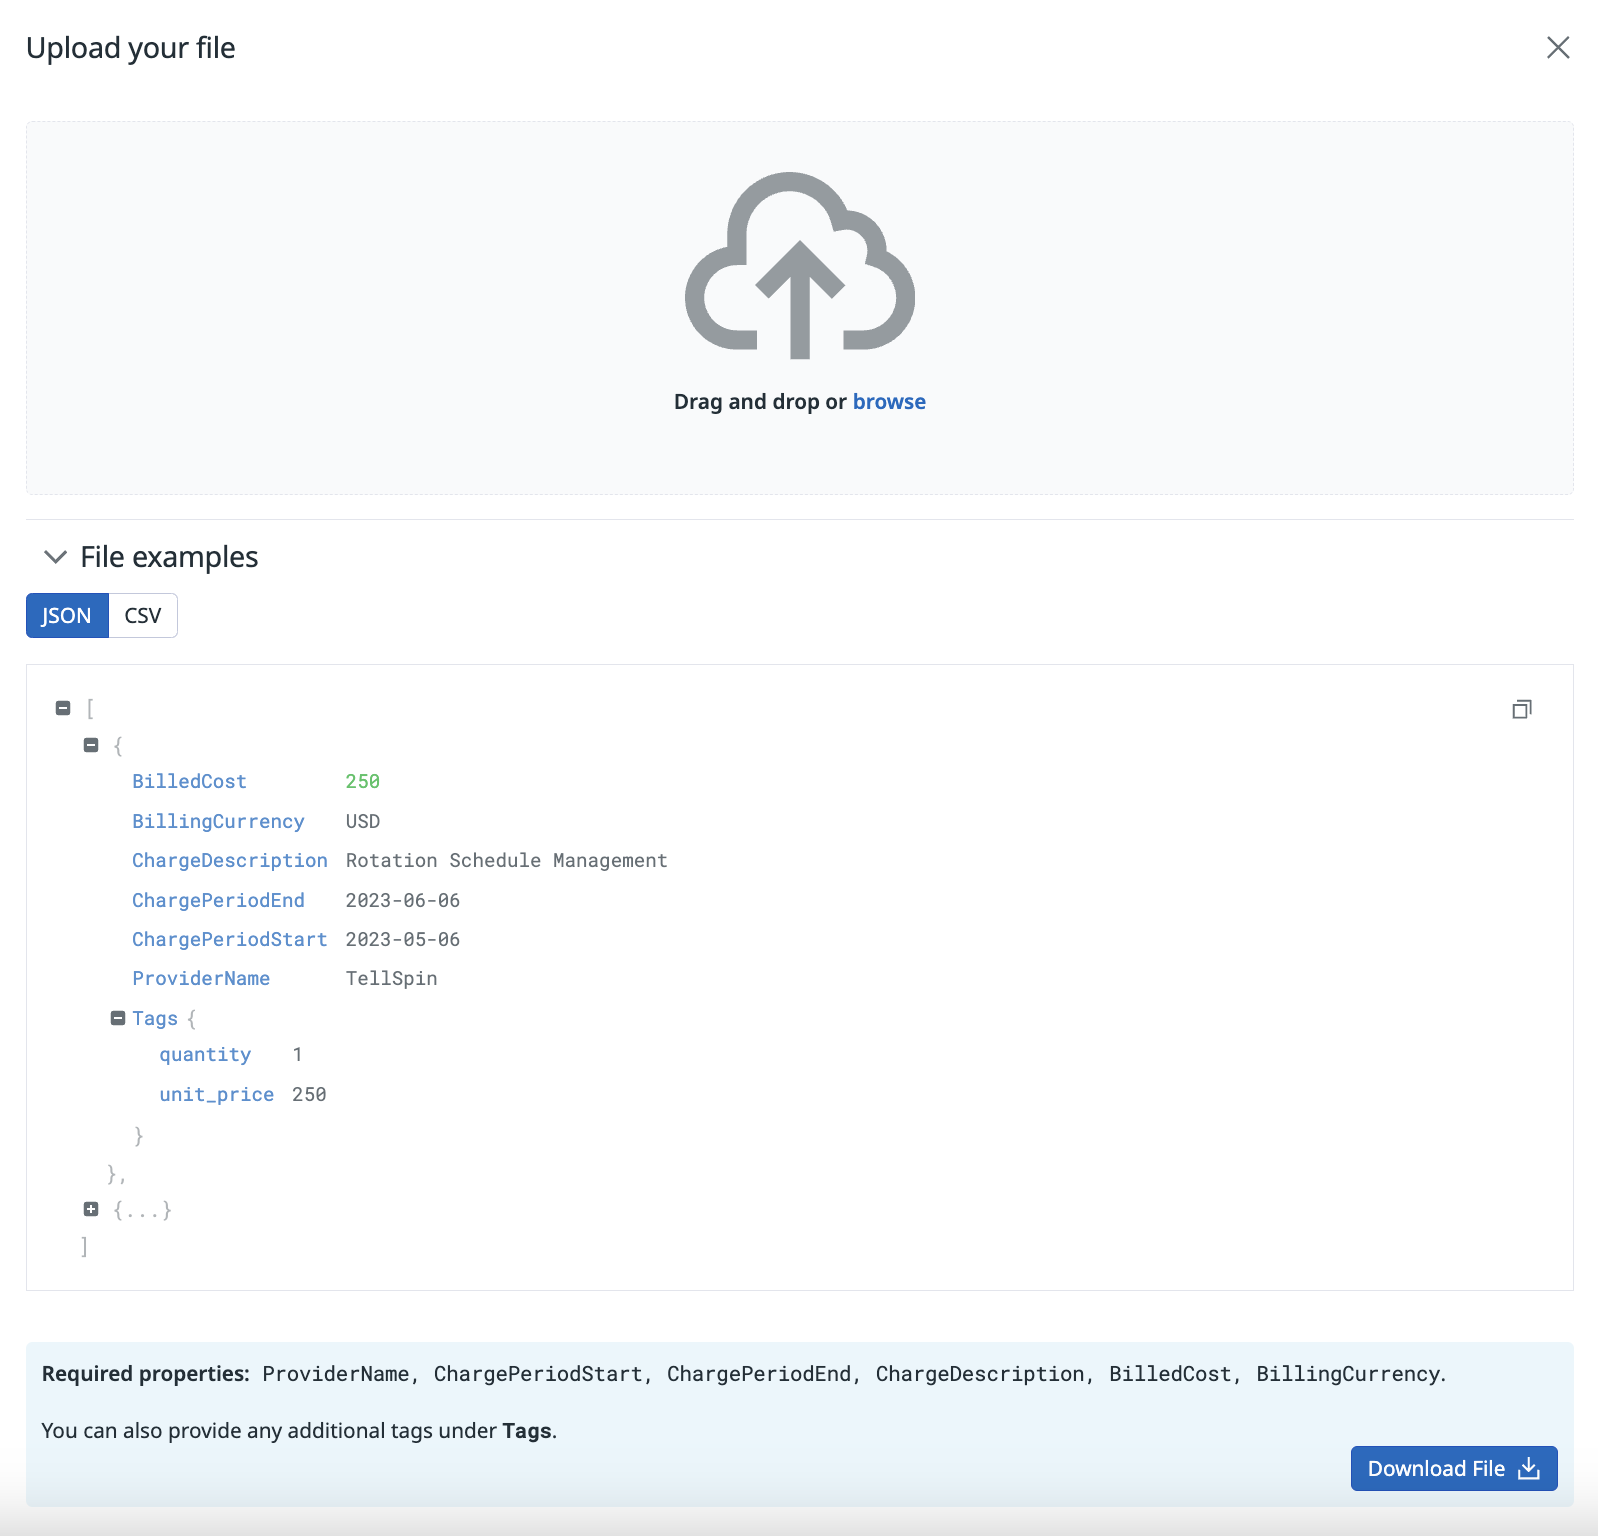 Upload your file
Drag and drop or browse
File examples
JSON CSV
[
{
BilledCost 250
BillingCurrency USD
ChargeDescription Rotation Schedule Management
ChargePeriodEnd 2023-06-06
ChargePeriodStart 2023-05-06
ProviderName TellSpin
Tags {
quantity 1
unit_price 250
}
},
{...}
]
Required properties: ProviderName, ChargePeriodStart, ChargePeriodEnd, ChargeDescription, BilledCost, BillingCurrency.
You can also provide any additional tags under Tags.
Download File